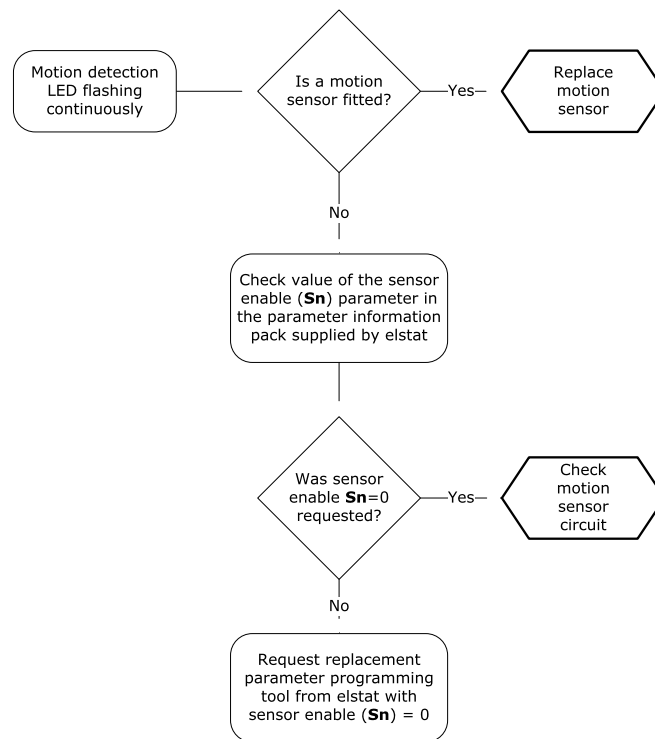 Motion detection
LED flashing
continuously
Is a motion
sensor fitted?
Yes
Replace
motion
sensor
No
Check value of the sensor
enable (Sn) parameter in
the parameter information
pack supplied by elstat
Was sensor
enable Sn=0
requested?
Yes
Check
motion
sensor
circuit
No
Request replacement
parameter programming
tool from elstat with
sensor enable (Sn) = 0